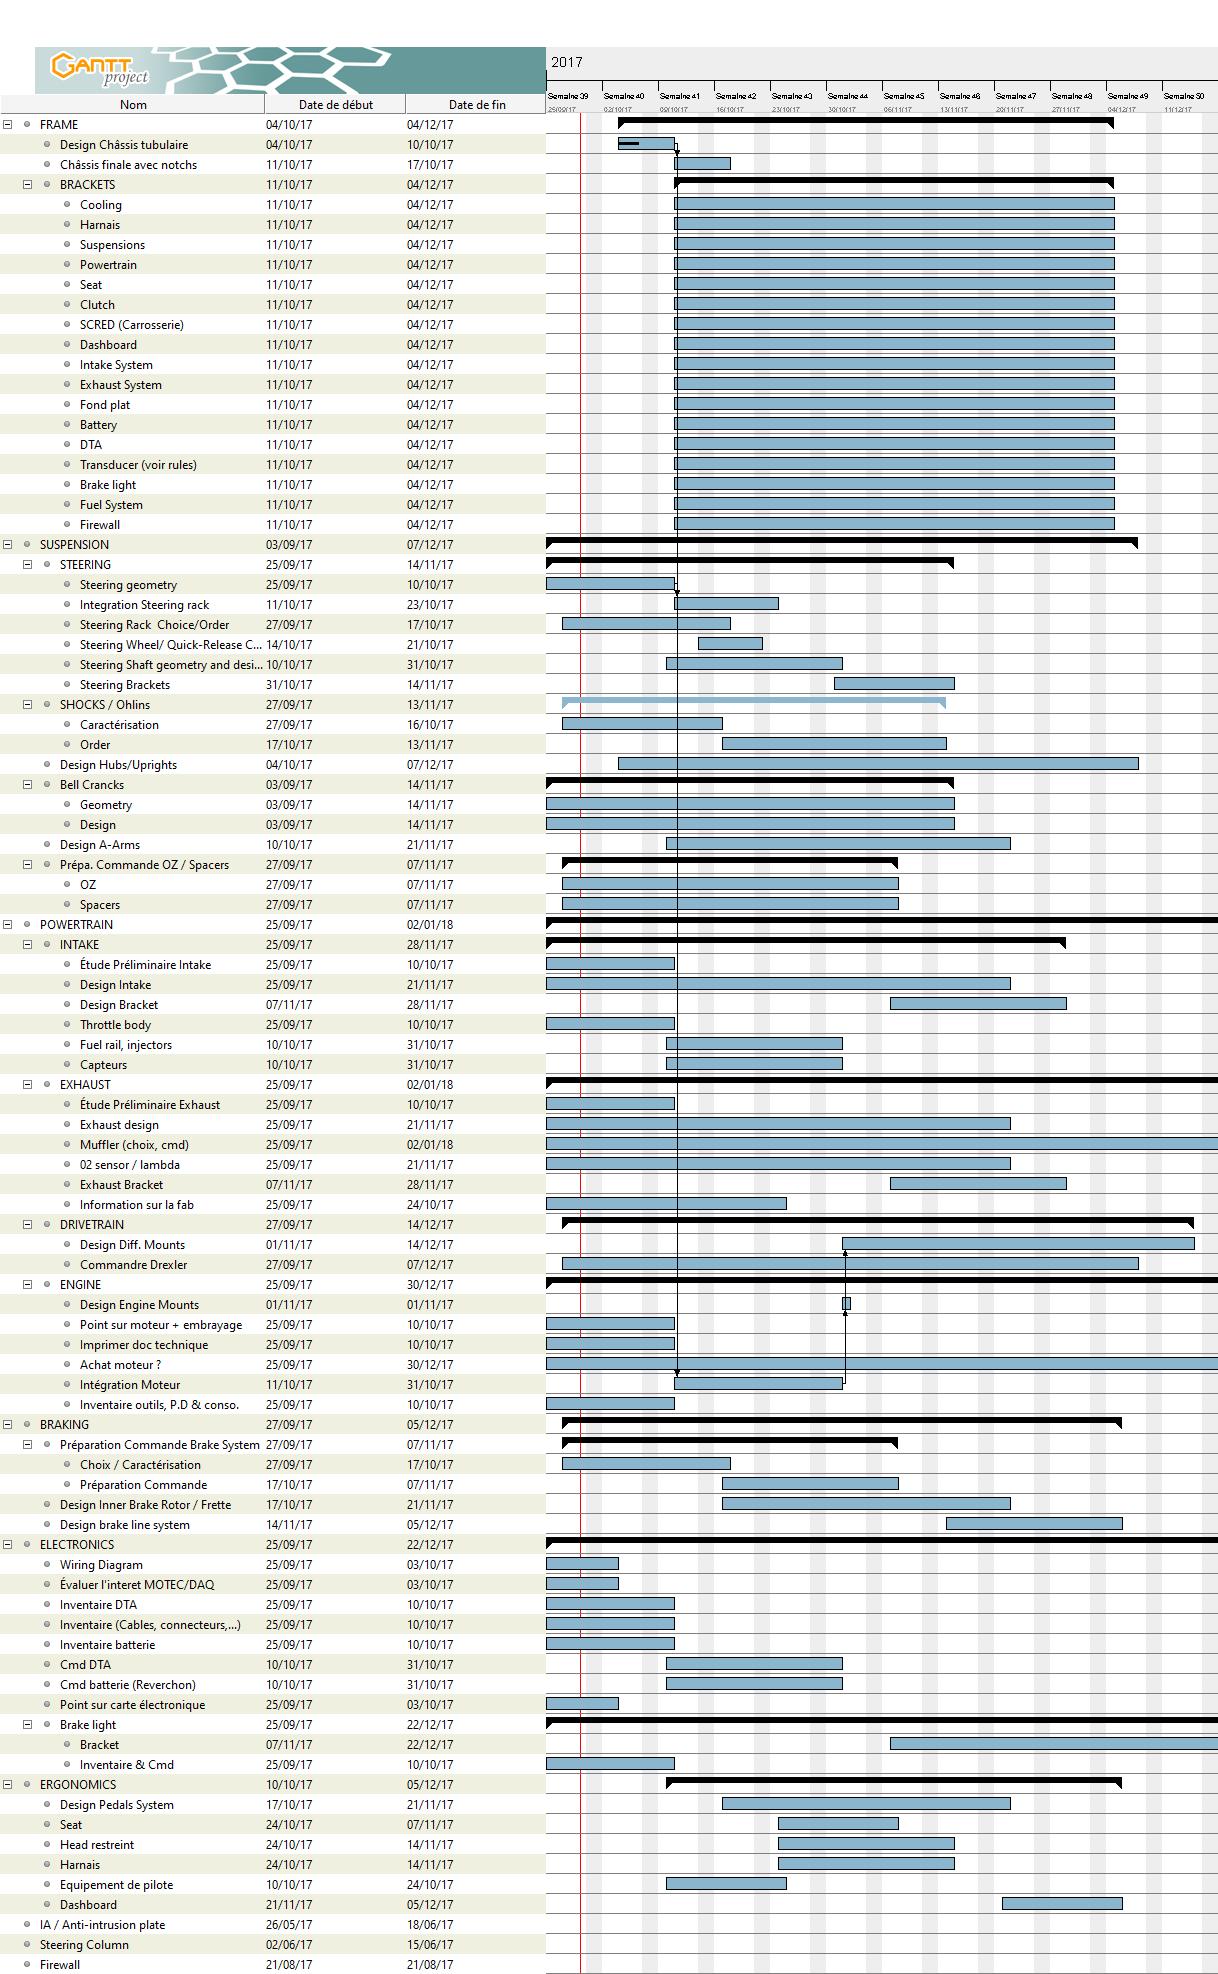 GANTT
project
2017
Semaine 39 Semaine 40 Semaine 41 Semaine 42 Semaine 43 Semaine 44 Semaine 45 Semaine 46 Semaine 47 Semaine 48 Semaine 49 Semaine 50
Nom Date de début Date de fin 25/09/17 02/10/17 09/10/17 16/10/17 23/10/17 30/10/17 06/11/17 13/11/17 20/11/17 27/11/17 04/12/17 11/12/17
FRAME 04/10/17 04/12/17
Design Châssis tubulaire 04/10/17 10/10/17
Châssis finale avec notchs 11/10/17 17/10/17
BRACKETS 11/10/17 04/12/17
Cooling 11/10/17 04/12/17
Harnais 11/10/17 04/12/17
Suspensions 11/10/17 04/12/17
Powertrain 11/10/17 04/12/17
Seat 11/10/17 04/12/17
Clutch 11/10/17 04/12/17
SCRED (Carrosserie) 11/10/17 04/12/17
Dashboard 11/10/17 04/12/17
Intake System 11/10/17 04/12/17
Exhaust System 11/10/17 04/12/17
Fond plat 11/10/17 04/12/17
Battery 11/10/17 04/12/17
DTA 11/10/17 04/12/17
Transducer (voir rules) 11/10/17 04/12/17
Brake light 11/10/17 04/12/17
Fuel System 11/10/17 04/12/17
Firewall 11/10/17 04/12/17
SUSPENSION 03/09/17 07/12/17
STEERING 25/09/17 14/11/17
Steering geometry 25/09/17 10/10/17
Integration Steering rack 11/10/17 23/10/17
Steering Rack Choice/Order 27/09/17 17/10/17
Steering Wheel/ Quick-Release C... 14/10/17 21/10/17
Steering Shaft geometry and desi... 10/10/17 31/10/17
Steering Brackets 31/10/17 14/11/17
SHOCKS / Ohlins 27/09/17 13/11/17
Caractérisation 27/09/17 16/10/17
Order 17/10/17 13/11/17
Design Hubs/Uprights 04/10/17 07/12/17
Bell Crancks 03/09/17 14/11/17
Geometry 03/09/17 14/11/17
Design 03/09/17 14/11/17
Design A-Arms 10/10/17 21/11/17
Prépa. Commande OZ / Spacers 27/09/17 07/11/17
OZ 27/09/17 07/11/17
Spacers 27/09/17 07/11/17
POWERTRAIN 25/09/17 02/01/18
INTAKE 25/09/17 28/11/17
Étude Préliminaire Intake 25/09/17 10/10/17
Design Intake 25/09/17 21/11/17
Design Bracket 07/11/17 28/11/17
Throttle body 25/09/17 10/10/17
Fuel rail, injectors 10/10/17 31/10/17
Capteurs 10/10/17 31/10/17
EXHAUST 25/09/17 02/01/18
Étude Préliminaire Exhaust 25/09/17 10/10/17
Exhaust design 25/09/17 21/11/17
Muffler (choix, cmd) 25/09/17 02/01/18
02 sensor / lambda 25/09/17 21/11/17
Exhaust Bracket 07/11/17 28/11/17
Information sur la fab 25/09/17 24/10/17
DRIVETRAIN 27/09/17 14/12/17
Design Diff. Mounts 01/11/17 14/12/17
Commandre Drexler 27/09/17 07/12/17
ENGINE 25/09/17 30/12/17
Design Engine Mounts 01/11/17 01/11/17
Point sur moteur + embrayage 25/09/17 10/10/17
Imprimer doc technique 25/09/17 10/10/17
Achat moteur ? 25/09/17 30/12/17
Intégration Moteur 11/10/17 31/10/17
Inventaire outils, P.D & conso. 25/09/17 10/10/17
BRAKING 27/09/17 05/12/17
Préparation Commande Brake System 27/09/17 07/11/17
Choix / Caractérisation 27/09/17 17/10/17
Préparation Commande 17/10/17 07/11/17
Design Inner Brake Rotor / Frette 17/10/17 21/11/17
Design brake line system 14/11/17 05/12/17
ELECTRONICS 25/09/17 22/12/17
Wiring Diagram 25/09/17 03/10/17
Évaluer l'interet MOTEC/DAQ 25/09/17 03/10/17
Inventaire DTA 25/09/17 10/10/17
Inventaire (Cables, connecteurs,...) 25/09/17 10/10/17
Inventaire batterie 25/09/17 10/10/17
Cmd DTA 10/10/17 31/10/17
Cmd batterie (Reverchon) 10/10/17 31/10/17
Point sur carte électronique 25/09/17 03/10/17
Brake light 25/09/17 22/12/17
Bracket 07/11/17 22/12/17
Inventaire & Cmd 25/09/17 10/10/17
ERGONOMICS 10/10/17 05/12/17
Design Pedals System 17/10/17 21/11/17
Seat 24/10/17 07/11/17
Head restreint 24/10/17 14/11/17
Harnais 24/10/17 14/11/17
Equipement de pilote 10/10/17 24/10/17
Dashboard 21/11/17 05/12/17
IA / Anti-intrusion plate 26/05/17 18/06/17
Steering Column 02/06/17 15/06/17
Firewall 21/08/17 21/08/17